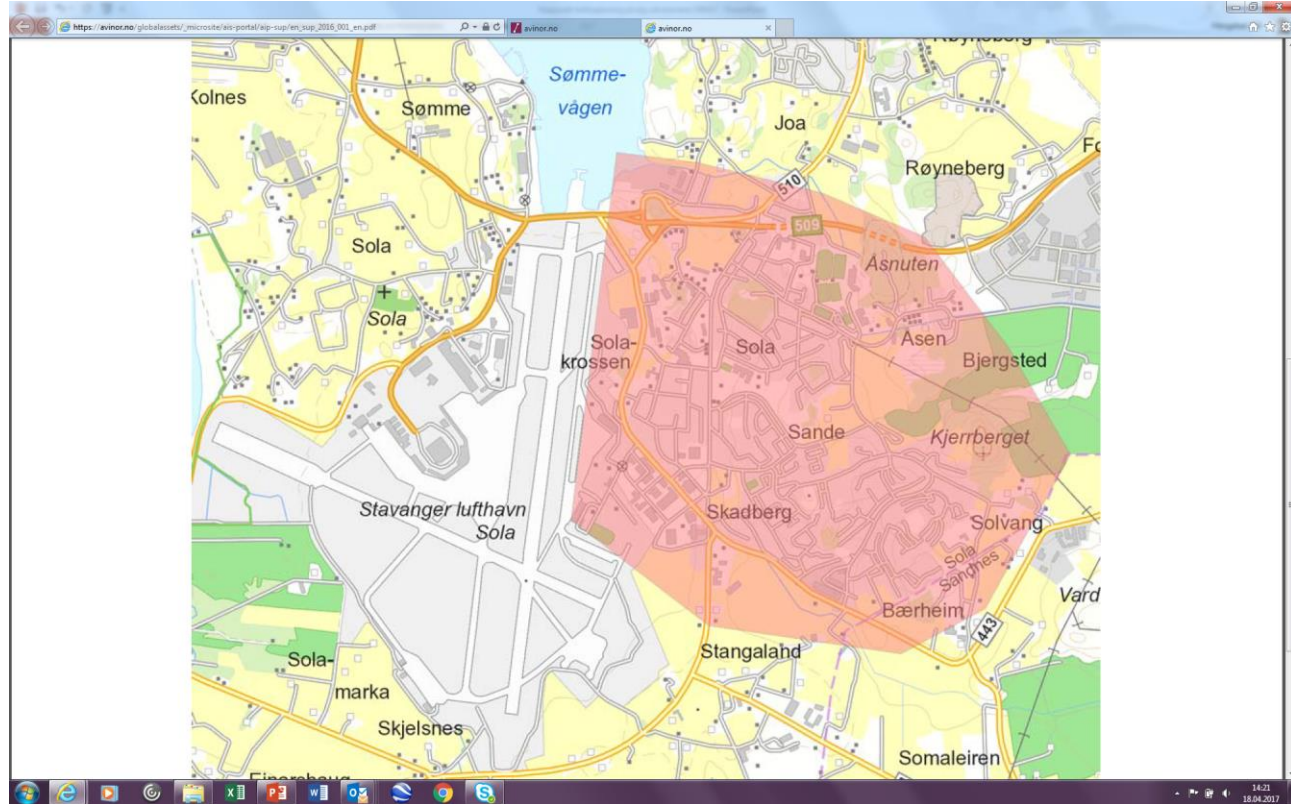 https://avinor.no/globalassets/_microsite/ais-portal/aip-sup/en_sup_2016_001_en.pdf
avinor.no
avinor.no
Sømme-
vågen
Kolnes
Sømme
Joa
Røyneberg
510
509
Sola
Åsnuten
Sola
Sola-
krossen
Sola
Åsen
Bjergsted
Sande
Kjerrberget
Stavanger lufthavn
Sola
Skadberg
Solvang
Sola
Sandnes
Bærheim
Vard
443
Stangaland
Sola-
marka
Skjelsnes
Somaleiren
14:21
18.04.2017